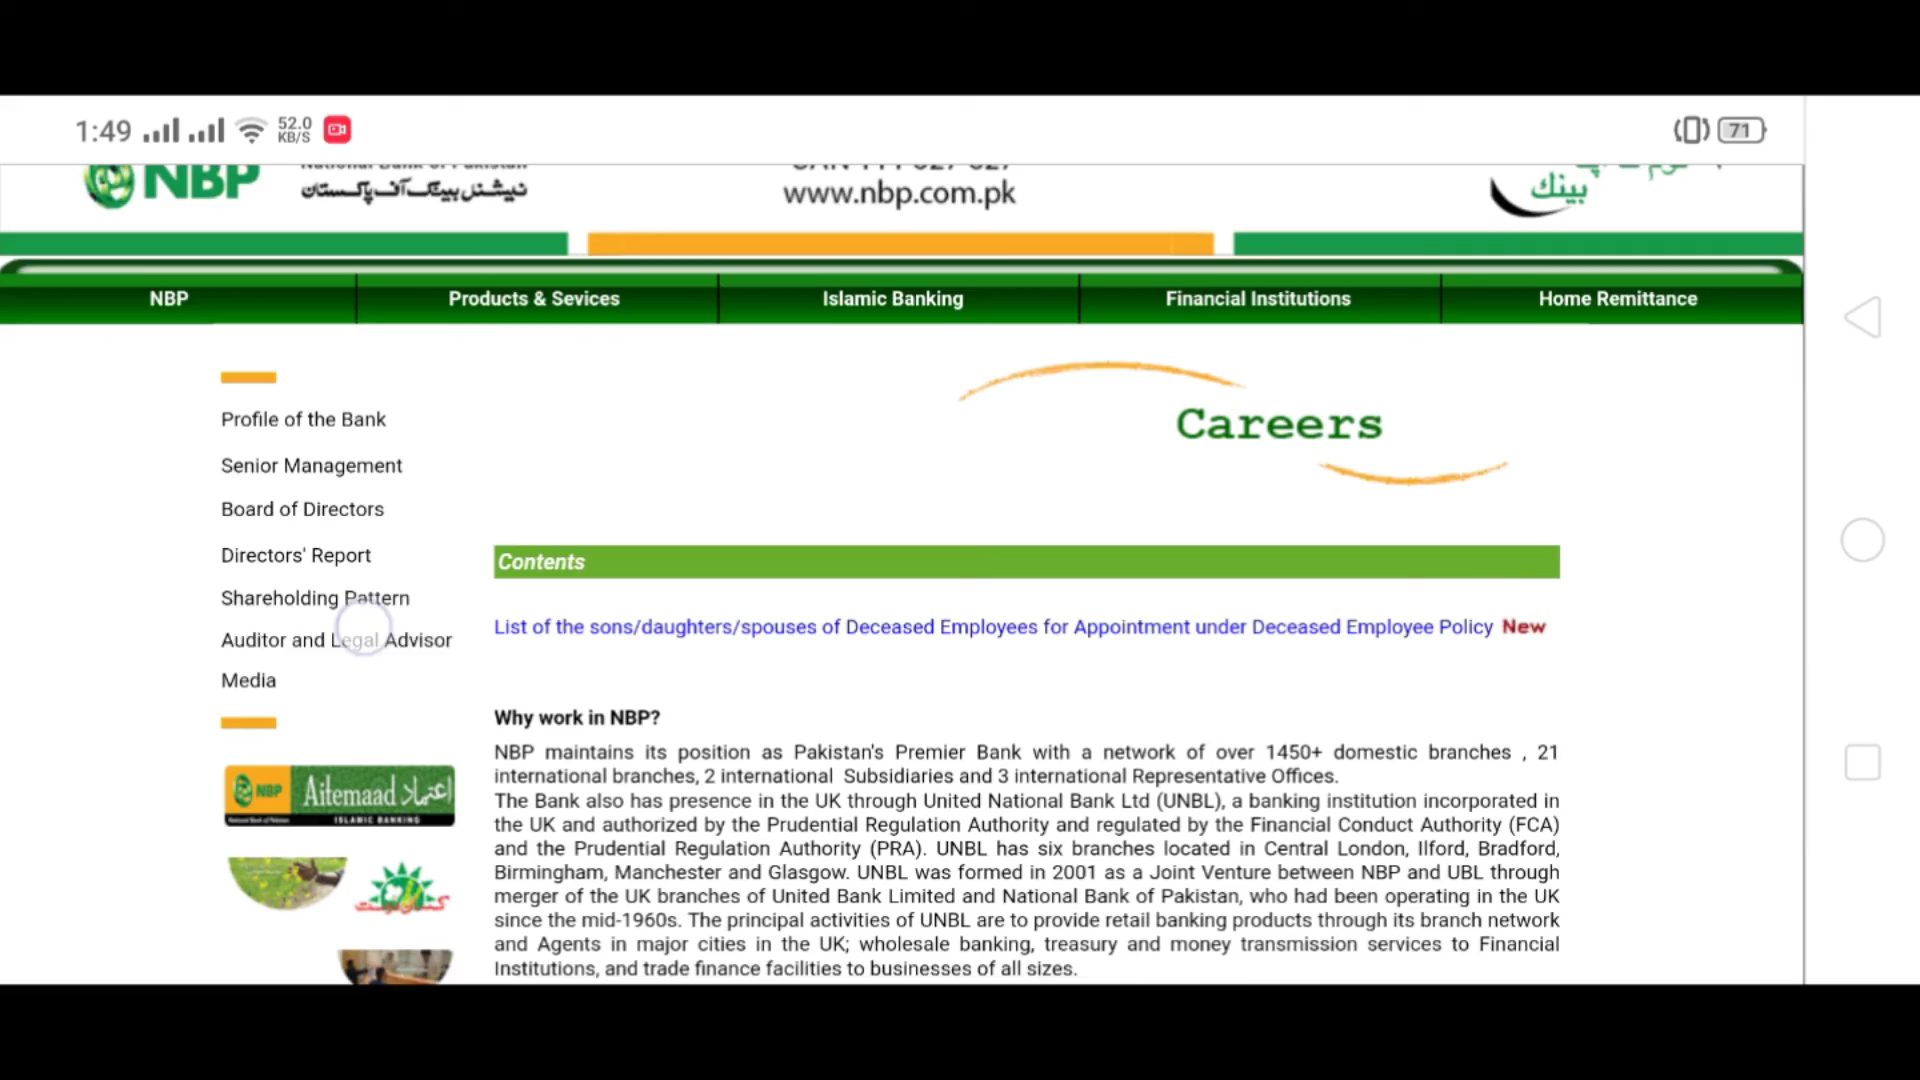 1:49 52.0 KB/S 71
NBP
National Bank of Pakistan
نیشنل بینک آف پاکستان
www.nbp.com.pk
بینك
NBP Products & Sevices Islamic Banking Financial Institutions Home Remittance
Careers
Profile of the Bank
Senior Management
Board of Directors
Directors' Report
Shareholding Pattern
Auditor and Legal Advisor
Media
NBP Aitemaad اعتماد
National Bank of Pakistan ISLAMIC BANKING
Contents
List of the sons/daughters/spouses of Deceased Employees for Appointment under Deceased Employee Policy New
Why work in NBP?
NBP maintains its position as Pakistan's Premier Bank with a network of over 1450+ domestic branches , 21
international branches, 2 international Subsidiaries and 3 international Representative Offices.
The Bank also has presence in the UK through United National Bank Ltd (UNBL), a banking institution incorporated in
the UK and authorized by the Prudential Regulation Authority and regulated by the Financial Conduct Authority (FCA)
and the Prudential Regulation Authority (PRA). UNBL has six branches located in Central London, Ilford, Bradford,
Birmingham, Manchester and Glasgow. UNBL was formed in 2001 as a Joint Venture between NBP and UBL through
merger of the UK branches of United Bank Limited and National Bank of Pakistan, who had been operating in the UK
since the mid-1960s. The principal activities of UNBL are to provide retail banking products through its branch network
and Agents in major cities in the UK; wholesale banking, treasury and money transmission services to Financial
Institutions, and trade finance facilities to businesses of all sizes.